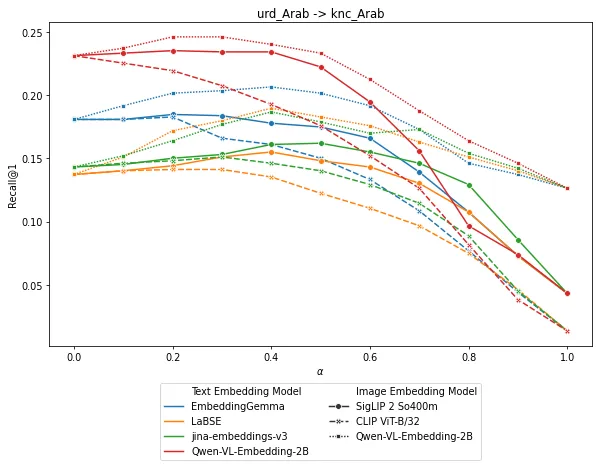 urd_Arab -> knc_Arab
Recall@1
0.25
0.20
0.15
0.10
0.05
0.0 0.2 0.4 0.6 0.8 1.0
α
Text Embedding Model Image Embedding Model
EmbeddingGemma SigLIP 2 So400m
LaBSE CLIP ViT-B/32
jina-embeddings-v3 Qwen-VL-Embedding-2B
Qwen-VL-Embedding-2B